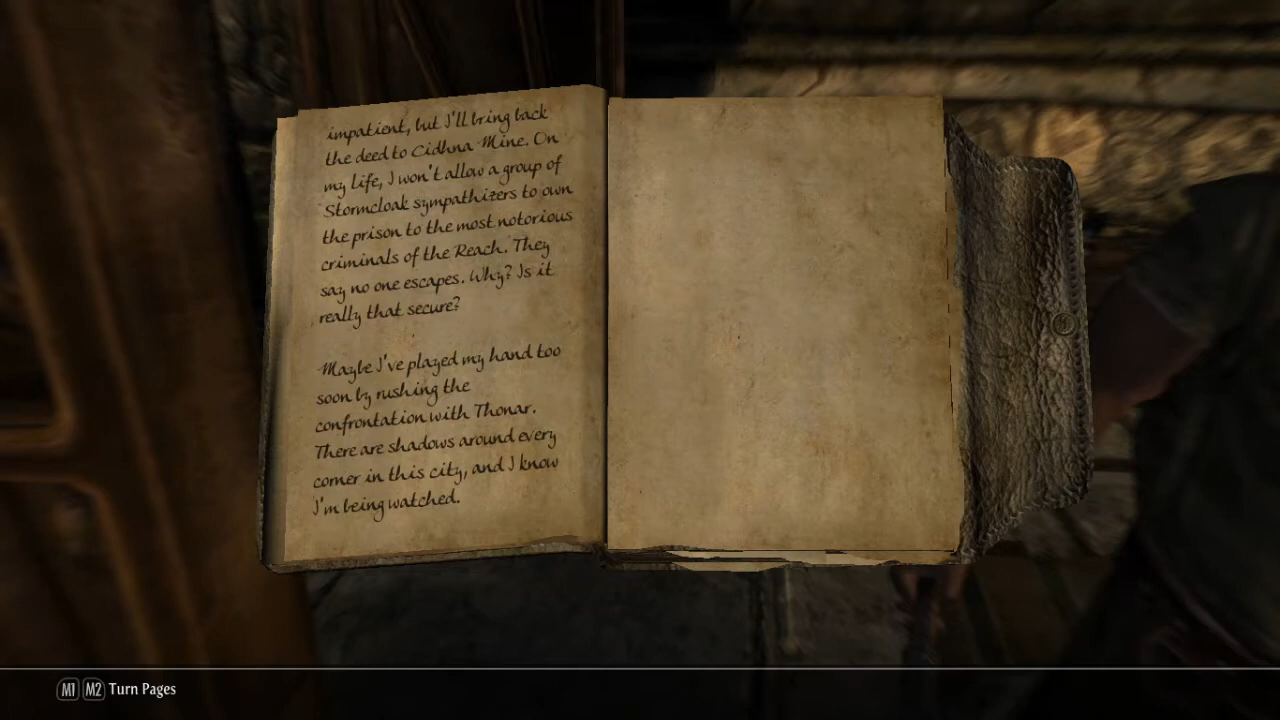 impatient, but I'll bring back
the deed to Cidhna Mine. On
my life, I won't allow a group of
Stormcloak sympathizers to own
the prison to the most notorious
criminals of the Reach. They
say no one escapes. Why? Is it
really that secure?
Maybe I've played my hand too
soon by rushing the
confrontation with Thonar.
There are shadows around every
corner in this city, and I know
I'm being watched.
M1 M2 Turn Pages